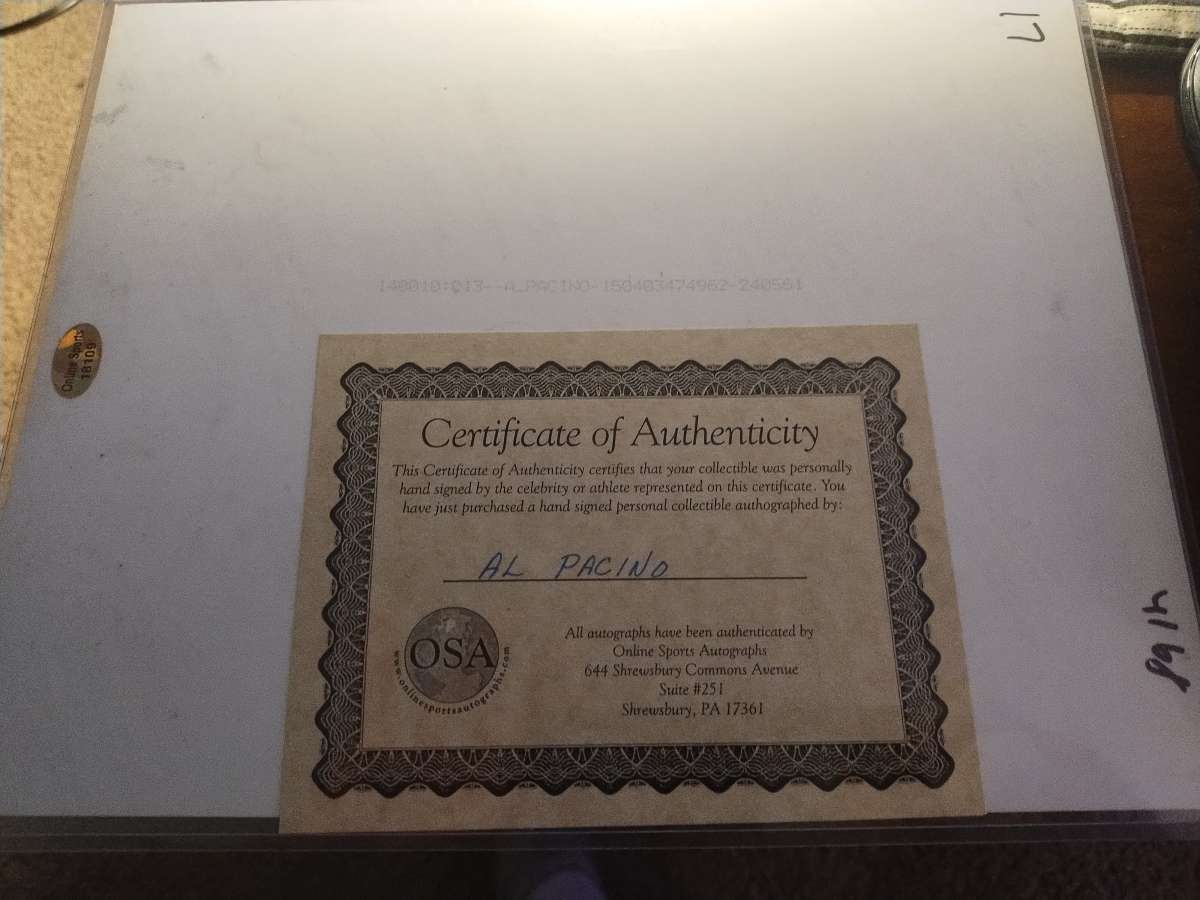 17
140010:013--A_PACINO-150403474962-240561
Online Sports
18109
Certificate of Authenticity
This Certificate of Authenticity certifies that your collectible was personally
hand signed by the celebrity or athlete represented on this certificate. You
have just purchased a hand signed personal collectible authographed by:
AL PACINO
OSA
www.onlinesportsautographs.com
All autographs have been authenticated by
Online Sports Autographs
644 Shrewsbury Commons Avenue
Suite #251
Shrewsbury, PA 17361